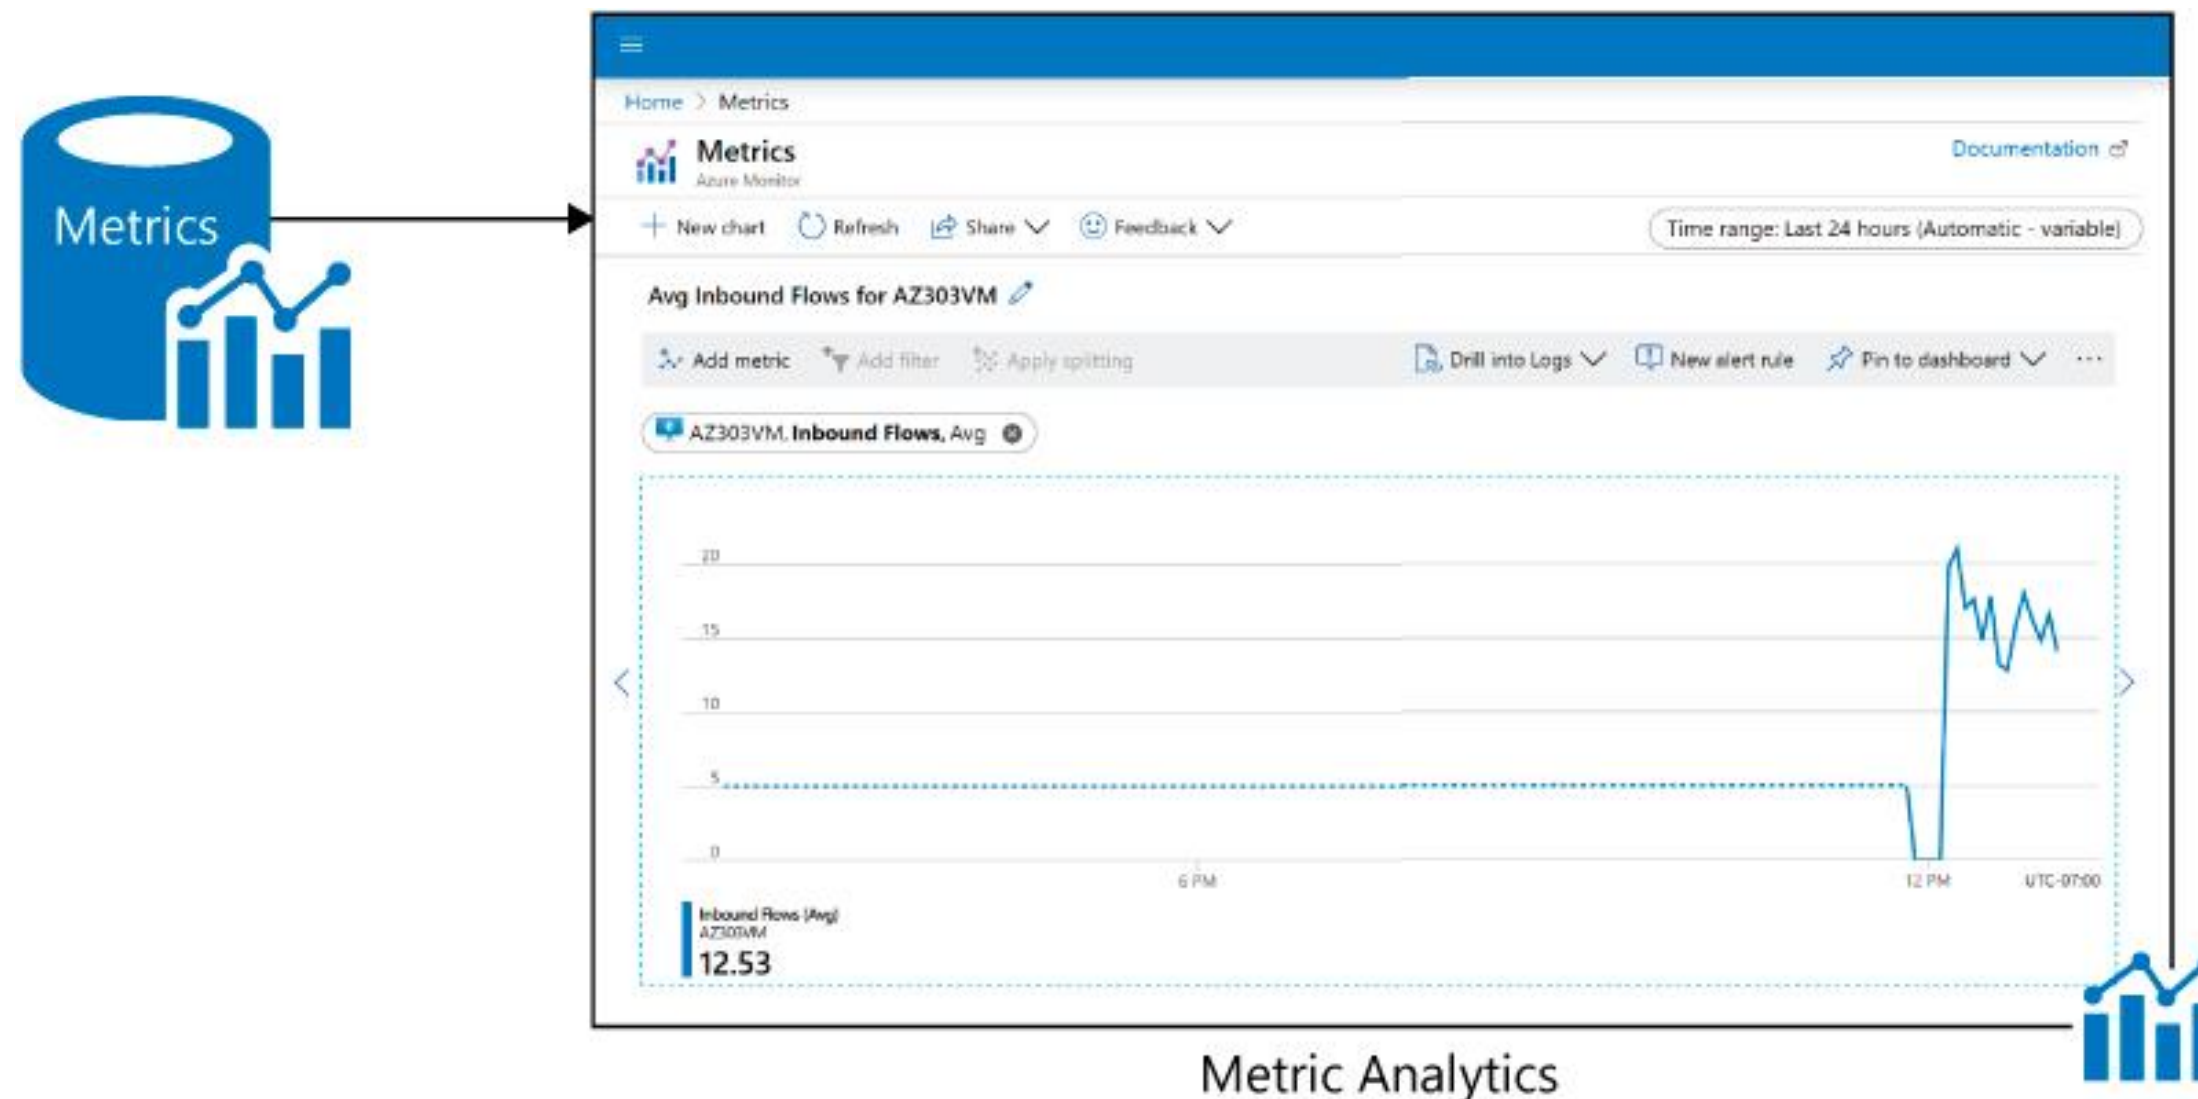 Metrics
Home > Metrics
Metrics
Azure Monitor
Documentation
New chart Refresh Share Feedback
Time range: Last 24 hours (Automatic - variable)
Avg Inbound Flows for AZ303VM
Add metric Add filter Apply splitting Drill into Logs New alert rule Pin to dashboard ...
AZ303VM, Inbound Flows, Avg
20
15
10
5
0
6 PM 12 PM UTC-07:00
Inbound Flows (Avg)
AZ303VM
12.53
Metric Analytics